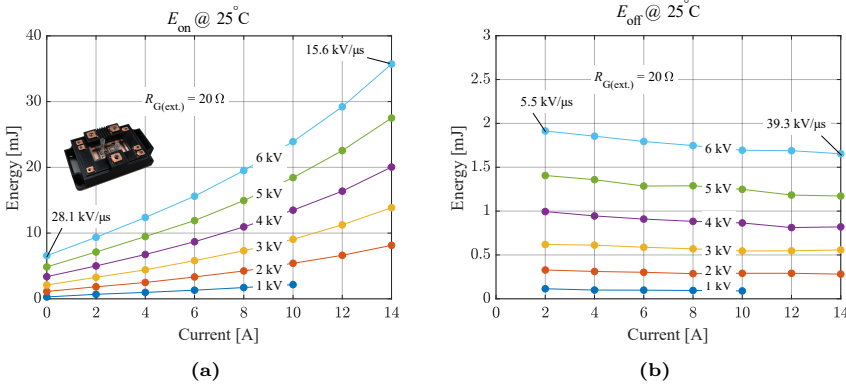 E_on @ 25°C
40
30
20
10
0
Energy [mJ]
15.6 kV/µs
R_G(ext.) = 20 Ω
28.1 kV/µs
6 kV
5 kV
4 kV
3 kV
2 kV
1 kV
0 2 4 6 8 10 12 14
Current [A]
(a)
E_off @ 25°C
3
2.5
2
1.5
1
0.5
0
Energy [mJ]
R_G(ext.) = 20 Ω
5.5 kV/µs
39.3 kV/µs
6 kV
5 kV
4 kV
3 kV
2 kV
1 kV
0 2 4 6 8 10 12 14
Current [A]
(b)